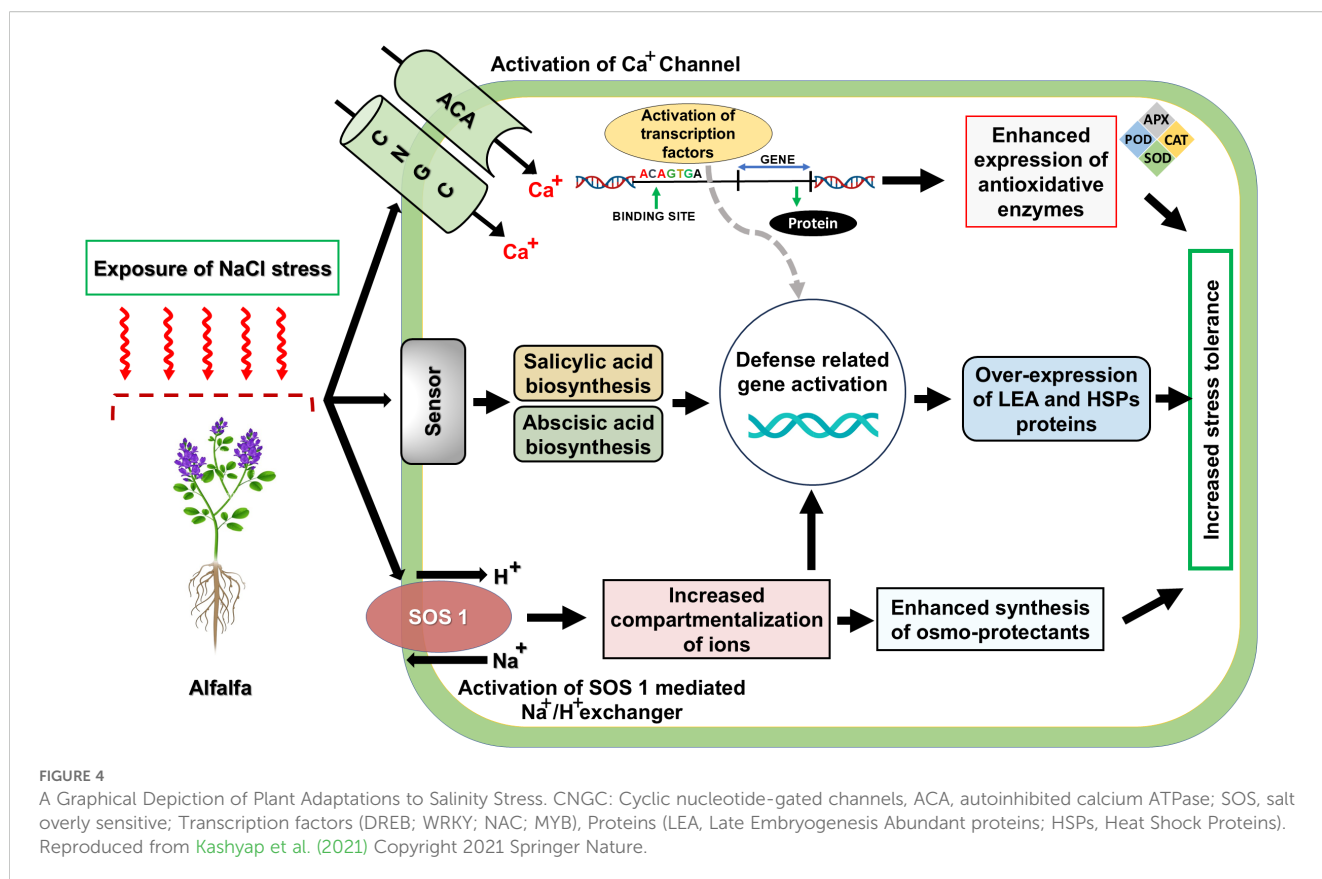 Activation of Ca+ Channel
ACA
CNGC
Ca+
Ca+
Activation of
transcription
factors
ACAGTGA
GENE
BINDING SITE
Protein
Enhanced
expression of
antioxidative
enzymes
APX
POD
CAT
SOD
Exposure of NaCl stress
Sensor
Salicylic acid
biosynthesis
Abscisic acid
biosynthesis
Defense related
gene activation
Over-expression
of LEA and HSPs
proteins
Increased stress tolerance
H+
SOS 1
Na+
Increased
compartmentalization
of ions
Enhanced synthesis
of osmo-protectants
Alfalfa
Activation of SOS 1 mediated
Na+/H+exchanger
FIGURE 4
A Graphical Depiction of Plant Adaptations to Salinity Stress. CNGC: Cyclic nucleotide-gated channels, ACA, autoinhibited calcium ATPase; SOS, salt
overly sensitive; Transcription factors (DREB; WRKY; NAC; MYB), Proteins (LEA, Late Embryogenesis Abundant proteins; HSPs, Heat Shock Proteins).
Reproduced from Kashyap et al. (2021) Copyright 2021 Springer Nature.